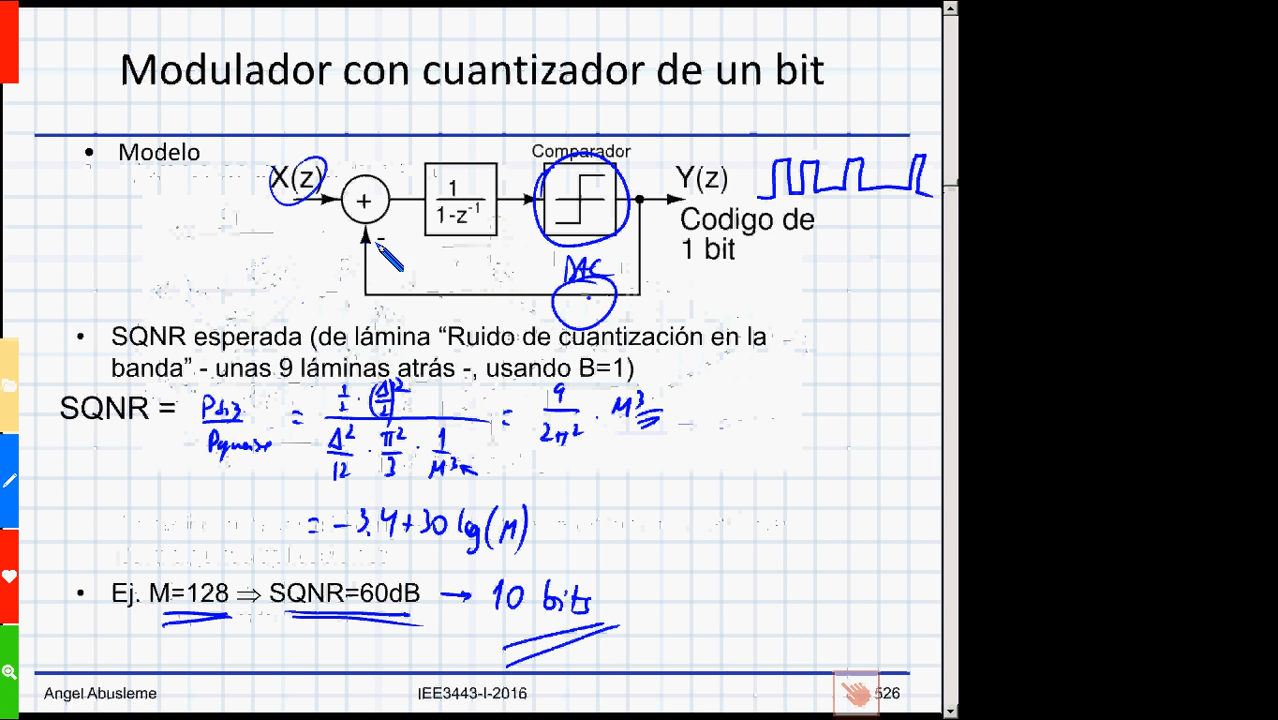 Modulador con cuantizador de un bit
• Modelo
Comparador
X(z)
+
1
1-z⁻¹
Y(z)
-
Codigo de
1 bit
DAC
• SQNR esperada (de lámina “Ruido de cuantización en la
banda” - unas 9 láminas atrás -, usando B=1)
SQNR = = 1/2 · (Δ/2)² / Δ²/12 · π²/3 · 1/M³ = 9/2π² · M³
= -3.4+30 log(M)
• Ej. M=128 ⇒ SQNR=60dB → 10 bits
Angel Abusleme IEE3443-I-2016 526